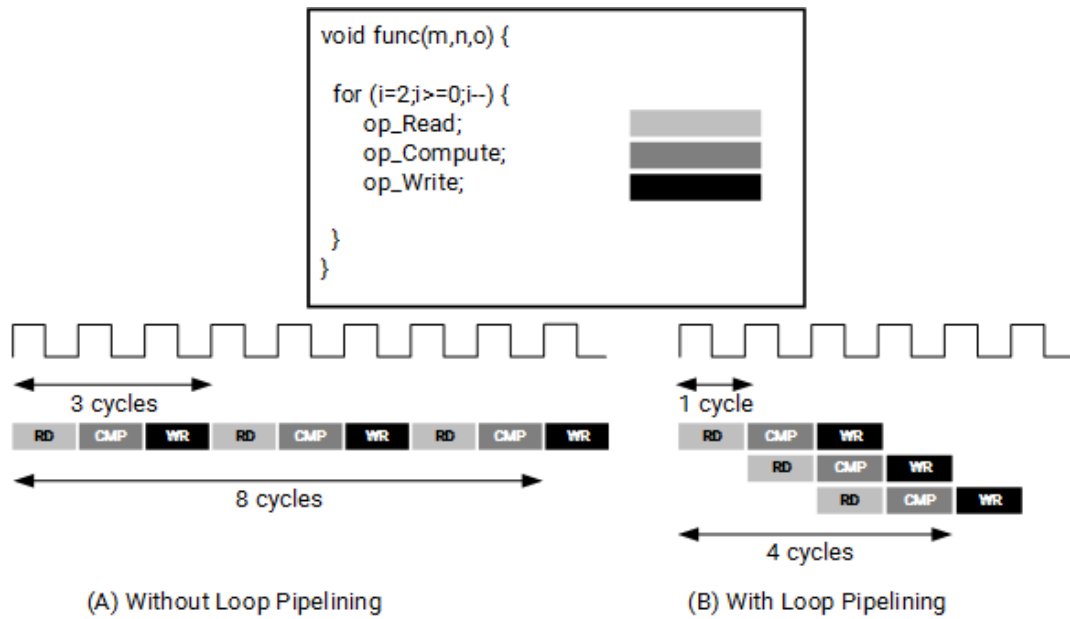 void func(m,n,o) {
for (i=2;i>=0;i--) {
op_Read;
op_Compute;
op_Write;
}
}
3 cycles
RD CMP WR RD CMP WR RD CMP WR
8 cycles
(A) Without Loop Pipelining
1 cycle
RD CMP WR
RD CMP WR
RD CMP WR
4 cycles
(B) With Loop Pipelining